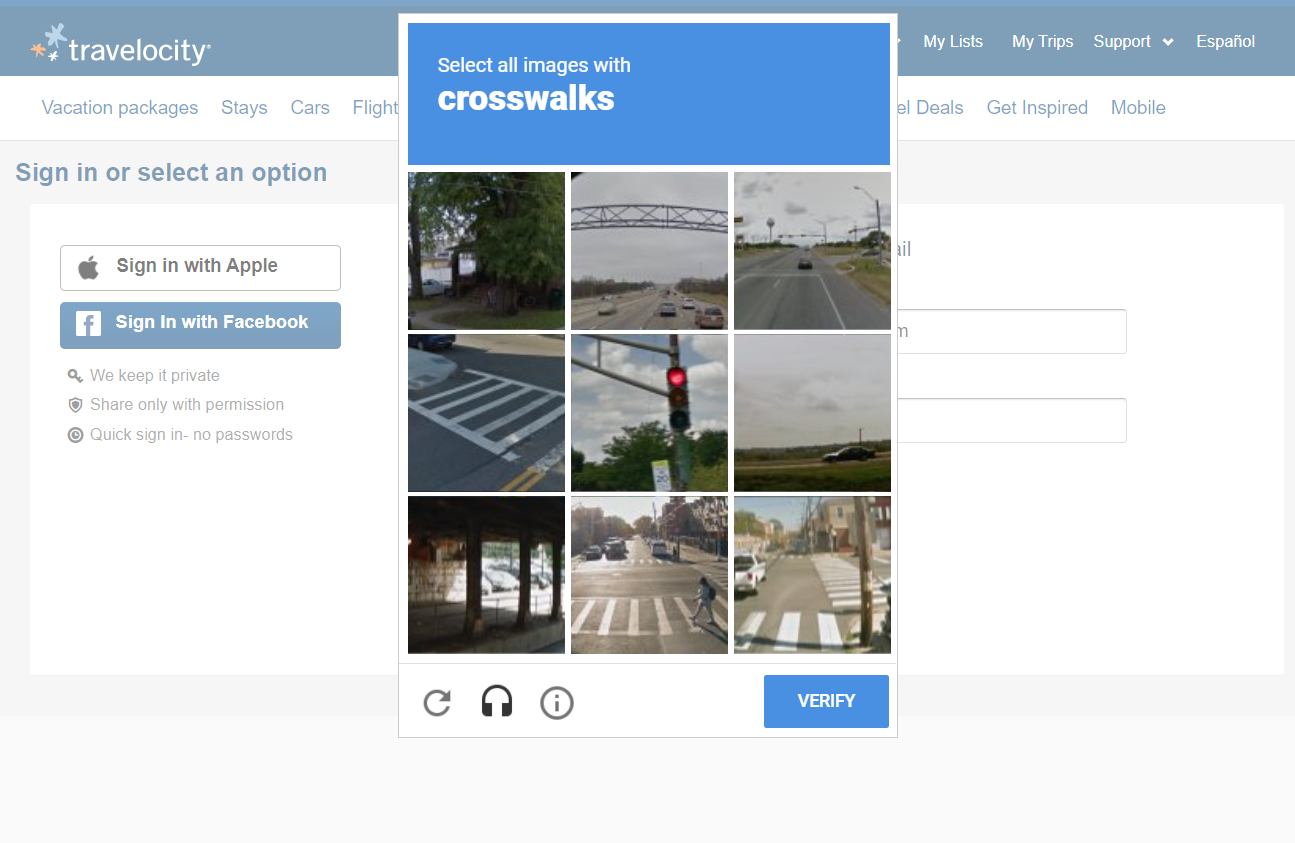 travelocity
My Lists
My Trips
Support
Español
Vacation packages
Stays
Cars
Flight
Deals
Get Inspired
Mobile
Select all images with
crosswalks
Sign in or select an option
Sign in with Apple
Sign In with Facebook
We keep it private
Share only with permission
Quick sign in- no passwords
20
VERIFY